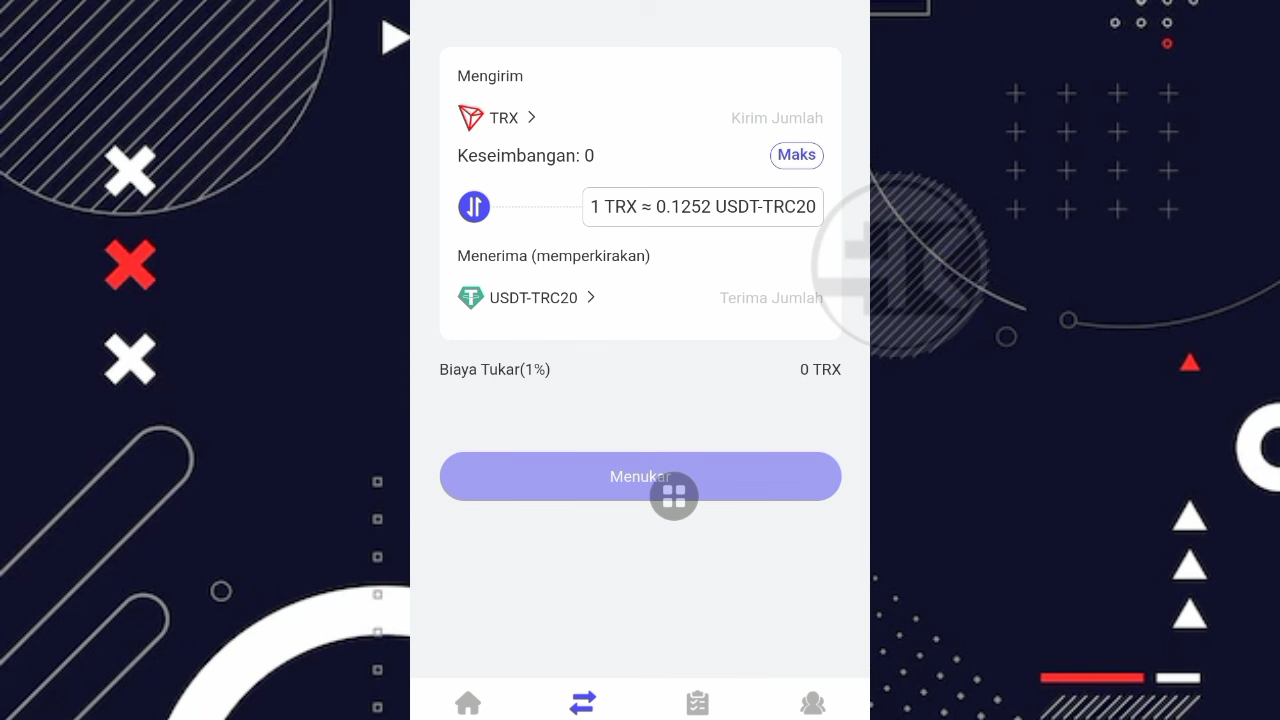 Mengirim
TRX
Kirim Jumlah
Keseimbangan: 0
Maks
1 TRX ≈ 0.1252 USDT-TRC20
Menerima (memperkirakan)
USDT-TRC20
Terima Jumlah
Biaya Tukar(1%)
0 TRX
Menukar